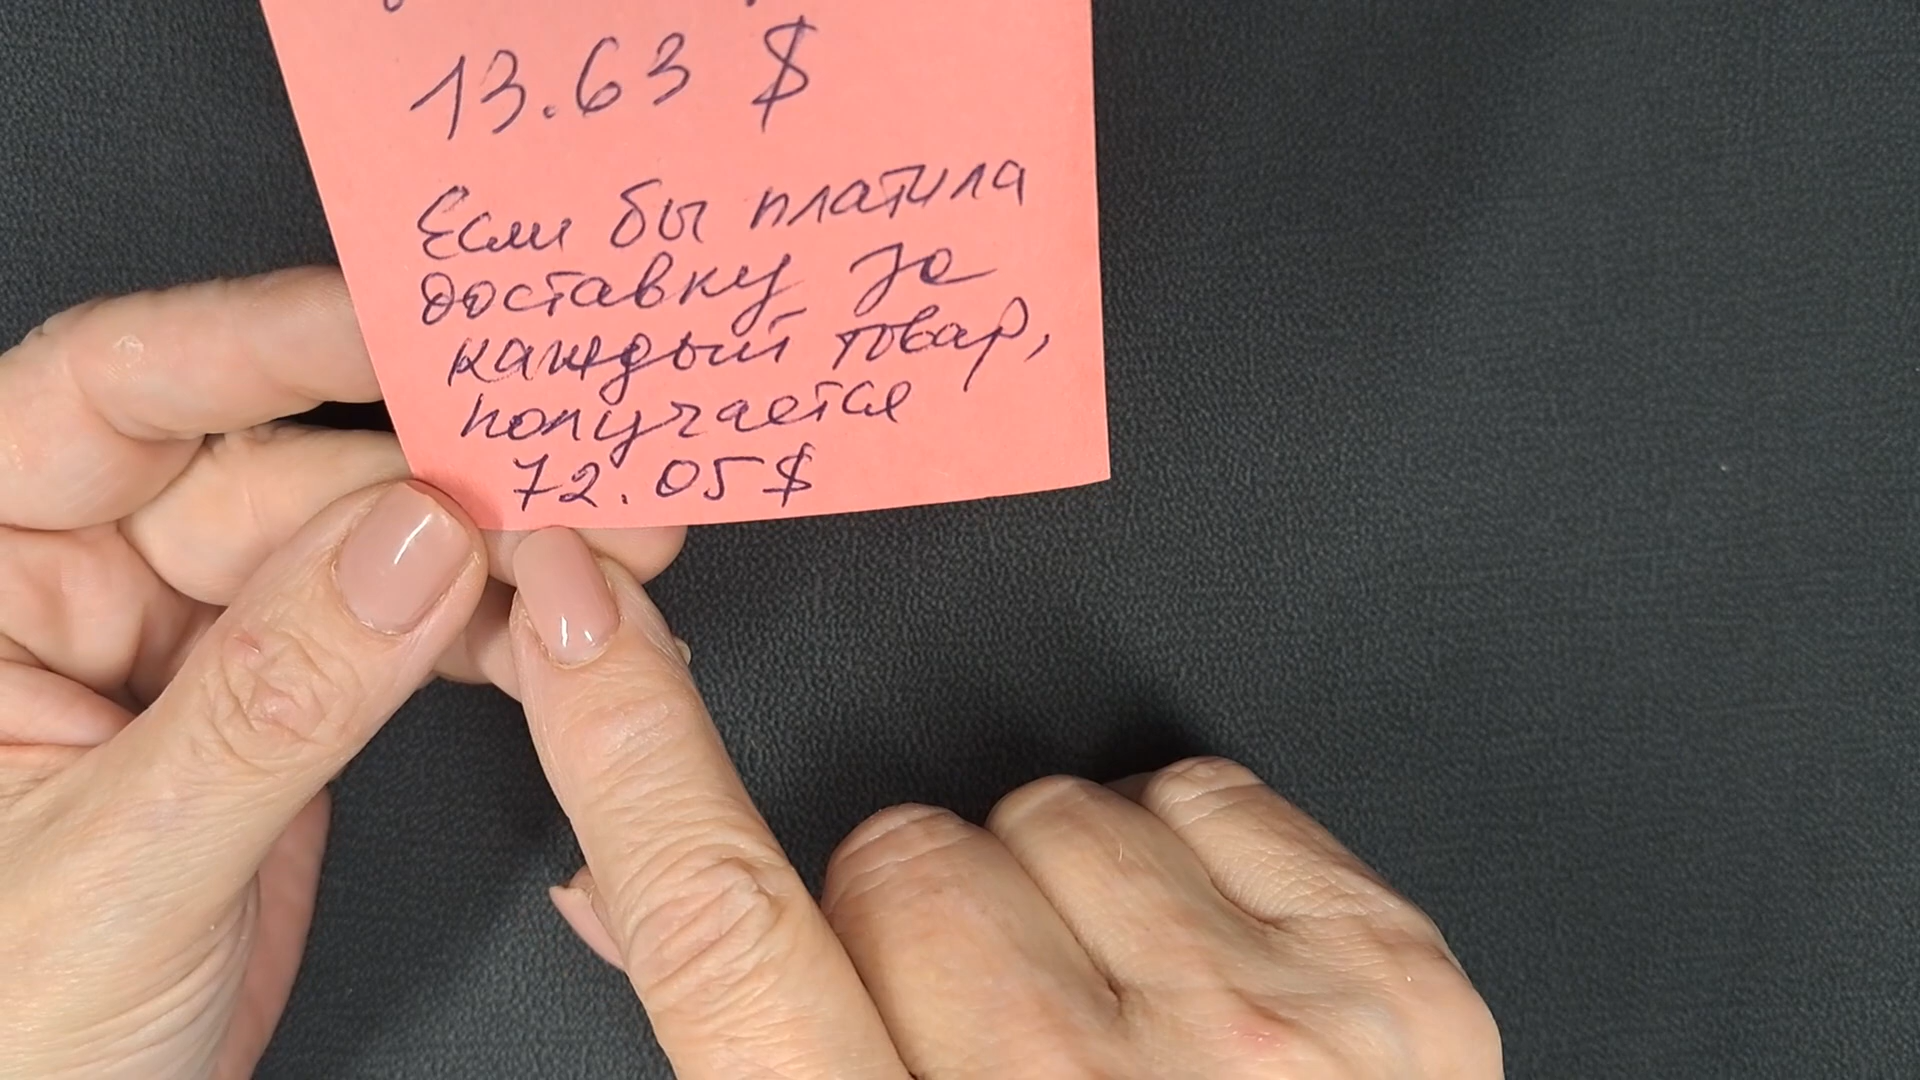 13.63 $
Если бы платила
доставку за
каждый товар,
получается
72.05$